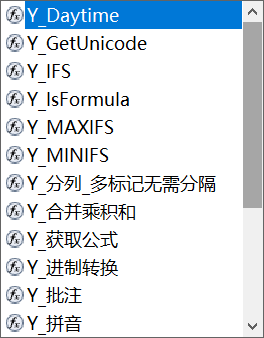 Y_Daytime
Y_GetUnicode
Y_IFS
Y_IsFormula
Y_MAXIFS
Y_MINIFS
Y_分列_多标记无需分隔
Y_合并乘积和
Y_获取公式
Y_进制转换
Y_批注
Y_拼音